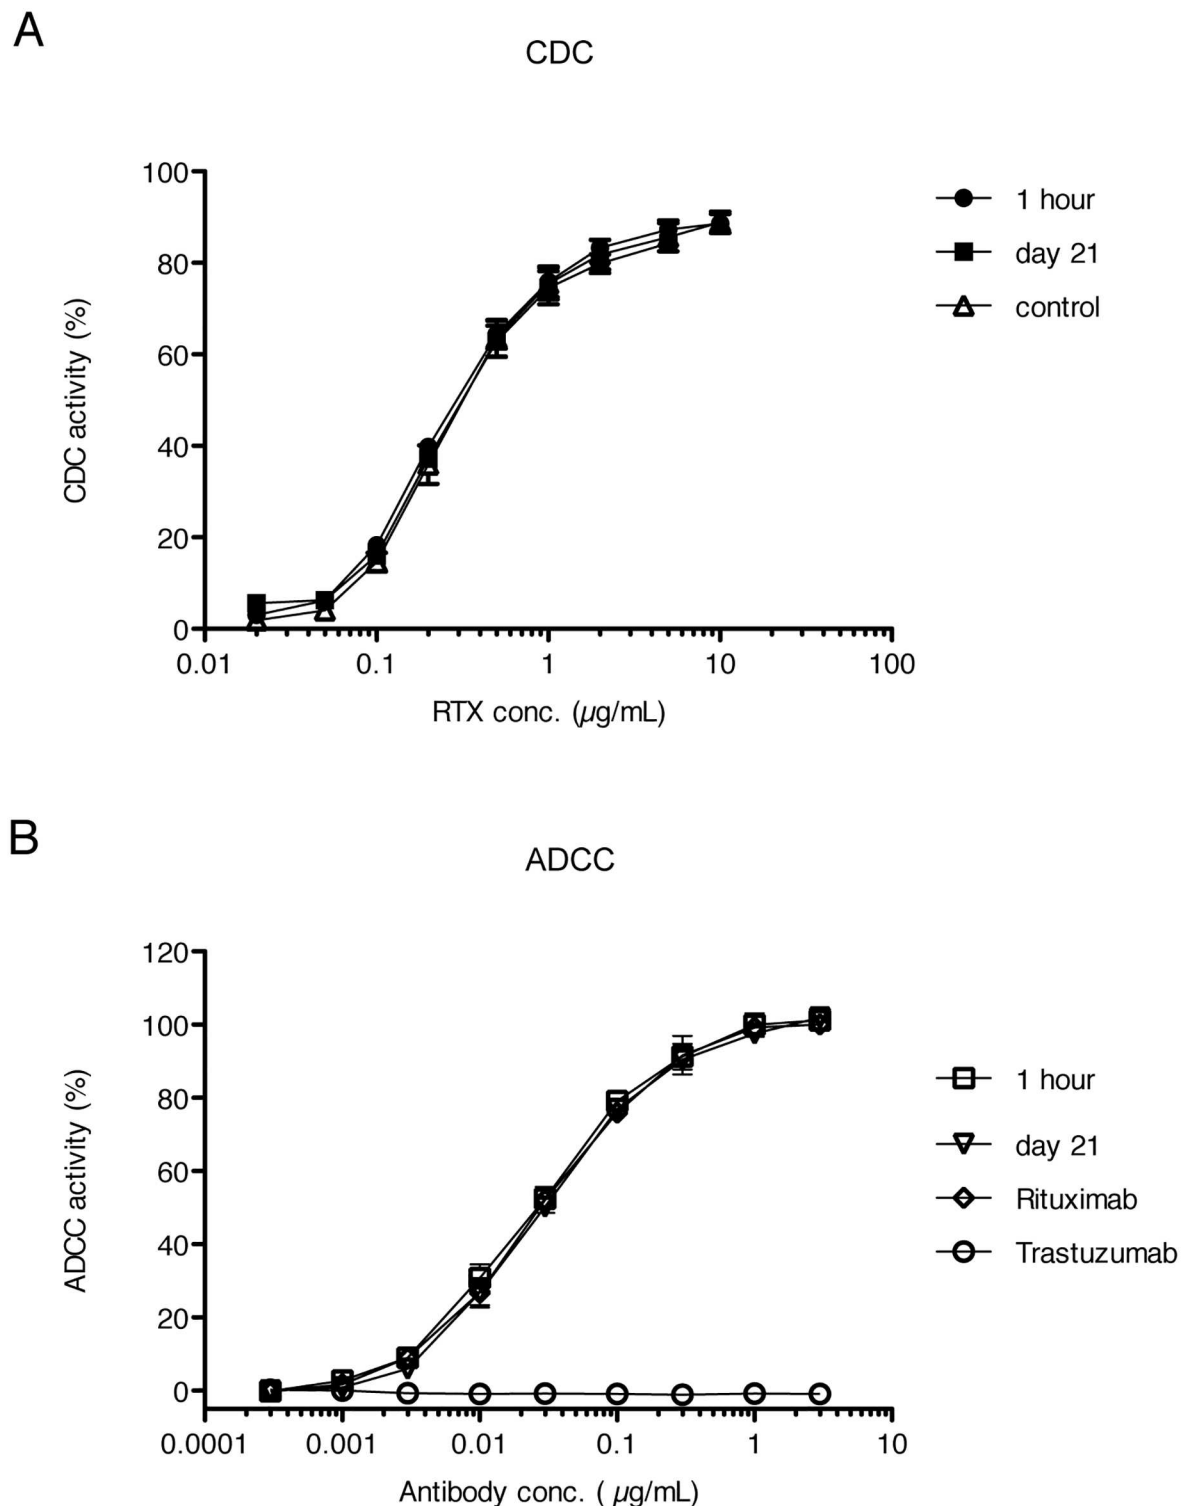 A
CDC
100
80
60
40
20
0
CDC activity (%)
0.01 0.1 1 10 100
RTX conc. (µg/mL)
1 hour
day 21
control
B
ADCC
120
100
80
60
40
20
0
ADCC activity (%)
0.0001 0.001 0.01 0.1 1 10
Antibody conc. ( µg/mL)
1 hour
day 21
Rituximab
Trastuzumab